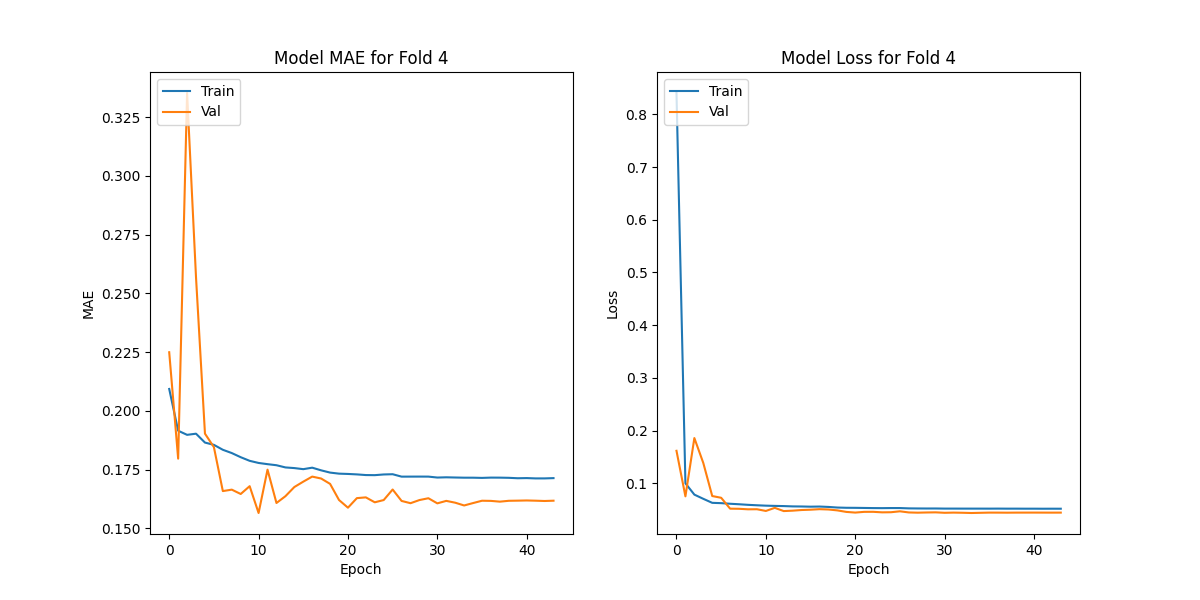 Model MAE for Fold 4
Train
Val
0.325
0.300
0.275
0.250
0.225
0.200
0.175
0.150
MAE
0 10 20 30 40
Epoch
Model Loss for Fold 4
Train
Val
0.8
0.7
0.6
0.5
0.4
0.3
0.2
0.1
Loss
0 10 20 30 40
Epoch